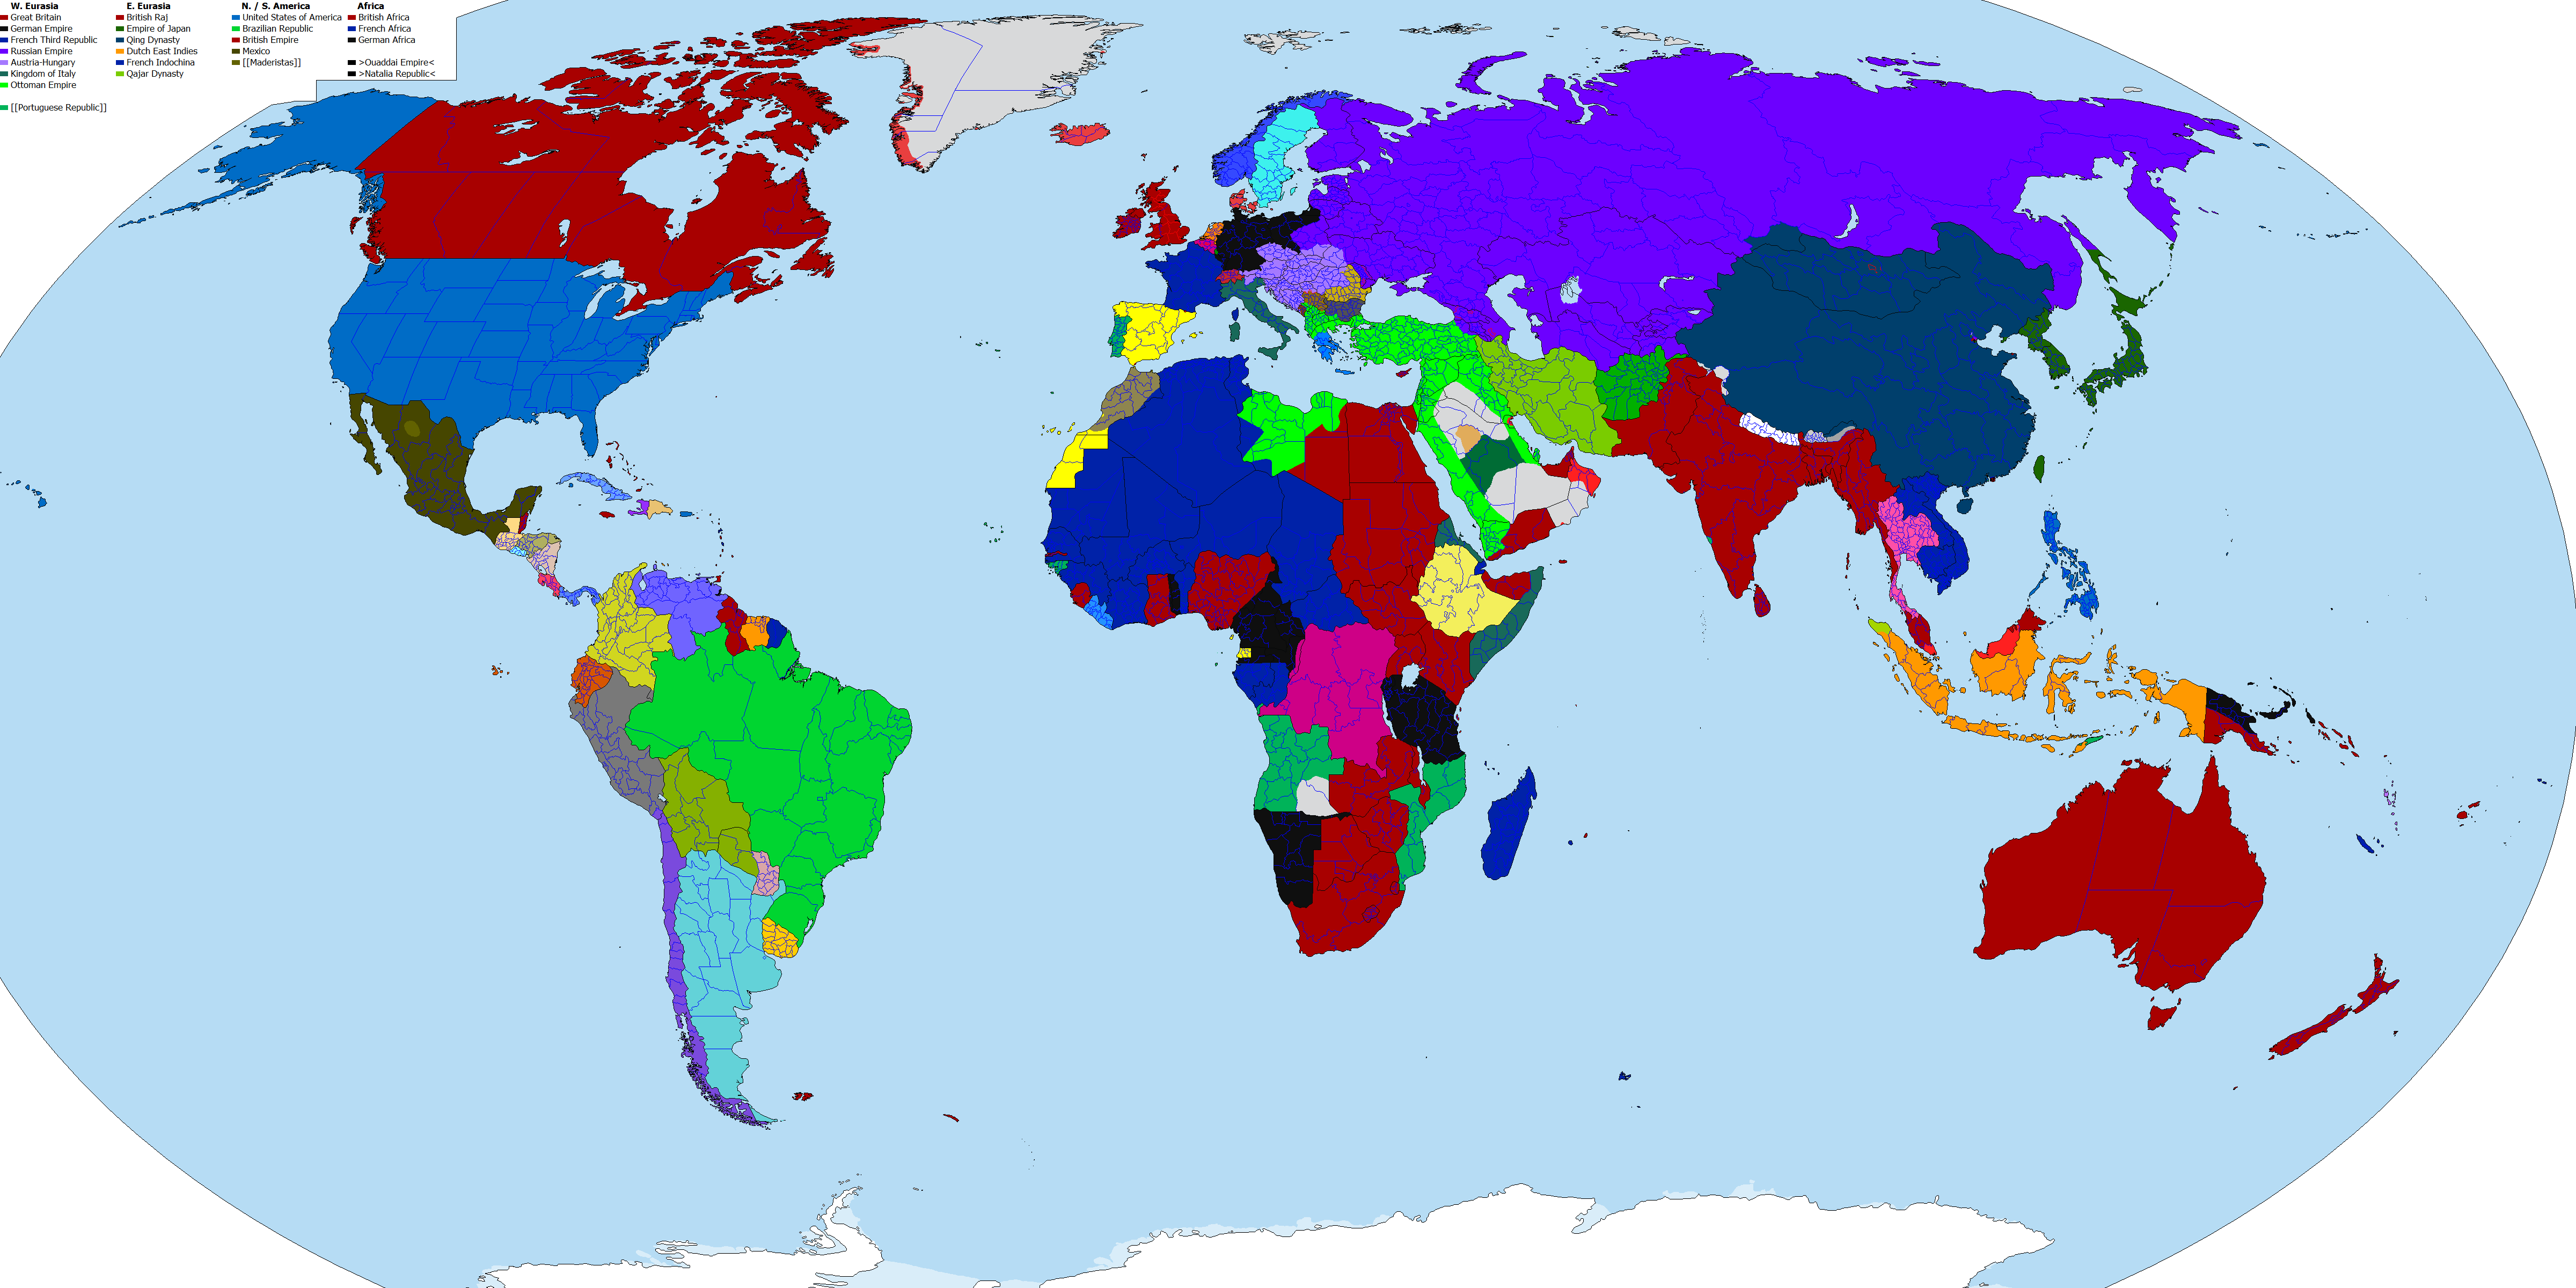 W. Eurasia
Great Britain
German Empire
French Third Republic
Russian Empire
Austria-Hungary
Kingdom of Italy
Ottoman Empire
[[Portuguese Republic]]
E. Eurasia
British Raj
Empire of Japan
Qing Dynasty
Dutch East Indies
French Indochina
Qajar Dynasty
N. / S. America
United States of America
Brazilian Republic
British Empire
Mexico
[[Maderistas]]
Africa
British Africa
French Africa
German Africa
>Ouaddai Empire<
>Natalia Republic<